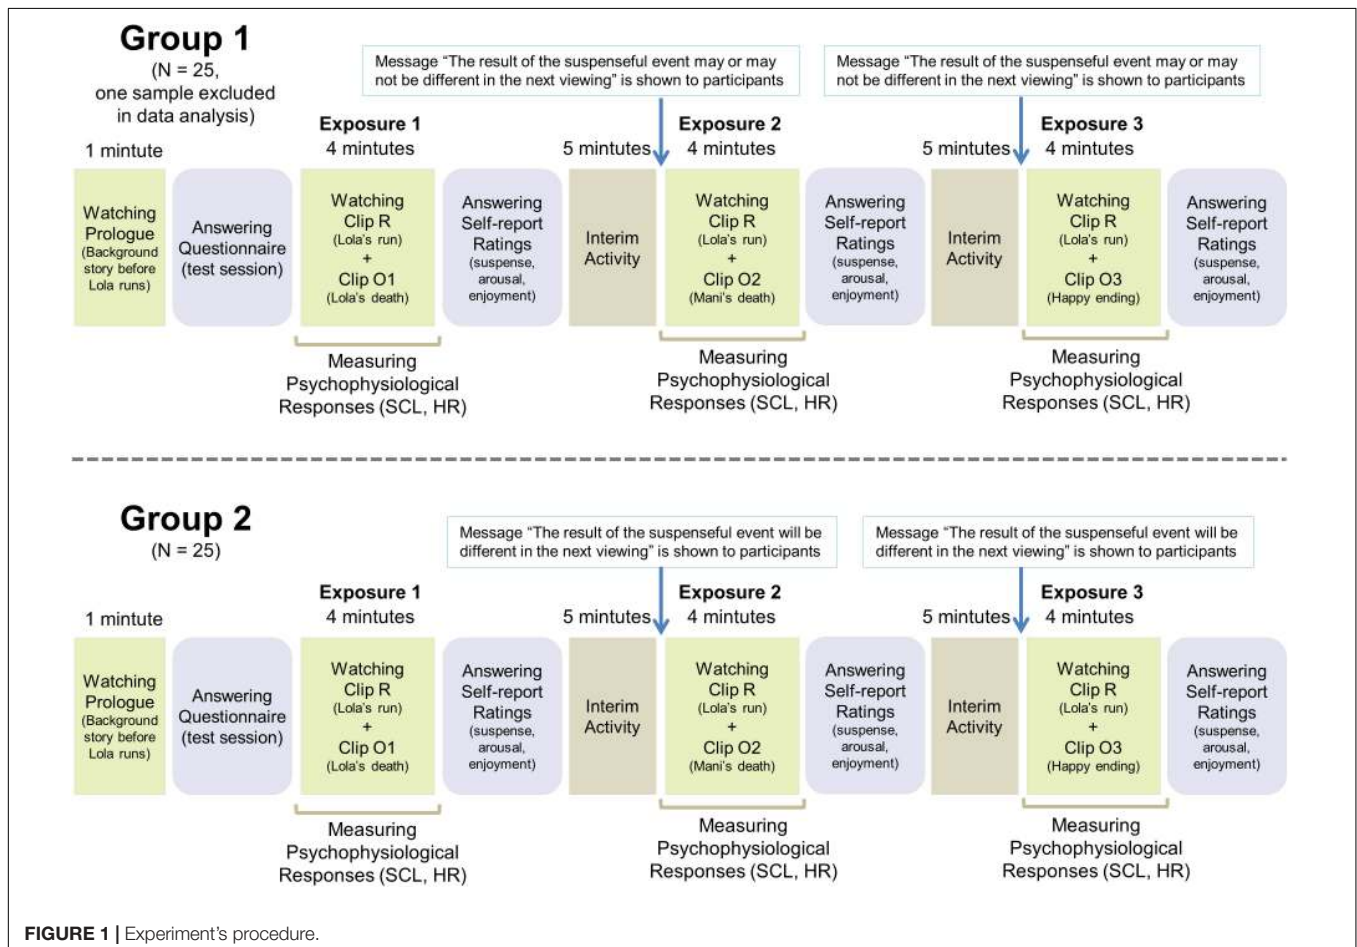 Group 1
(N = 25,
one sample excluded
in data analysis)
Message “The result of the suspenseful event may or may
not be different in the next viewing” is shown to participants
Message “The result of the suspenseful event may or may
not be different in the next viewing” is shown to participants
1 mintute
Exposure 1
4 mintutes
5 mintutes
Exposure 2
4 mintutes
5 mintutes
Exposure 3
4 mintutes
Watching
Prologue
(Background
story before
Lola runs)
Answering
Questionnaire
(test session)
Watching
Clip R
(Lola’s run)
+
Clip O1
(Lola’s death)
Answering
Self-report
Ratings
(suspense,
arousal,
enjoyment)
Interim
Activity
Watching
Clip R
(Lola’s run)
+
Clip O2
(Mani’s death)
Answering
Self-report
Ratings
(suspense,
arousal,
enjoyment)
Interim
Activity
Watching
Clip R
(Lola’s run)
+
Clip O3
(Happy ending)
Answering
Self-report
Ratings
(suspense,
arousal,
enjoyment)
Measuring
Psychophysiological
Responses (SCL, HR)
Measuring
Psychophysiological
Responses (SCL, HR)
Measuring
Psychophysiological
Responses (SCL, HR)
Group 2
(N = 25)
Message “The result of the suspenseful event will be
different in the next viewing” is shown to participants
Message “The result of the suspenseful event will be
different in the next viewing” is shown to participants
1 mintute
Exposure 1
4 mintutes
5 mintutes
Exposure 2
4 mintutes
5 mintutes
Exposure 3
4 mintutes
Watching
Prologue
(Background
story before
Lola runs)
Answering
Questionnaire
(test session)
Watching
Clip R
(Lola’s run)
+
Clip O1
(Lola’s death)
Answering
Self-report
Ratings
(suspense,
arousal,
enjoyment)
Interim
Activity
Watching
Clip R
(Lola’s run)
+
Clip O2
(Mani’s death)
Answering
Self-report
Ratings
(suspense,
arousal,
enjoyment)
Interim
Activity
Watching
Clip R
(Lola’s run)
+
Clip O3
(Happy ending)
Answering
Self-report
Ratings
(suspense,
arousal,
enjoyment)
Measuring
Psychophysiological
Responses (SCL, HR)
Measuring
Psychophysiological
Responses (SCL, HR)
Measuring
Psychophysiological
Responses (SCL, HR)
FIGURE 1 | Experiment’s procedure.